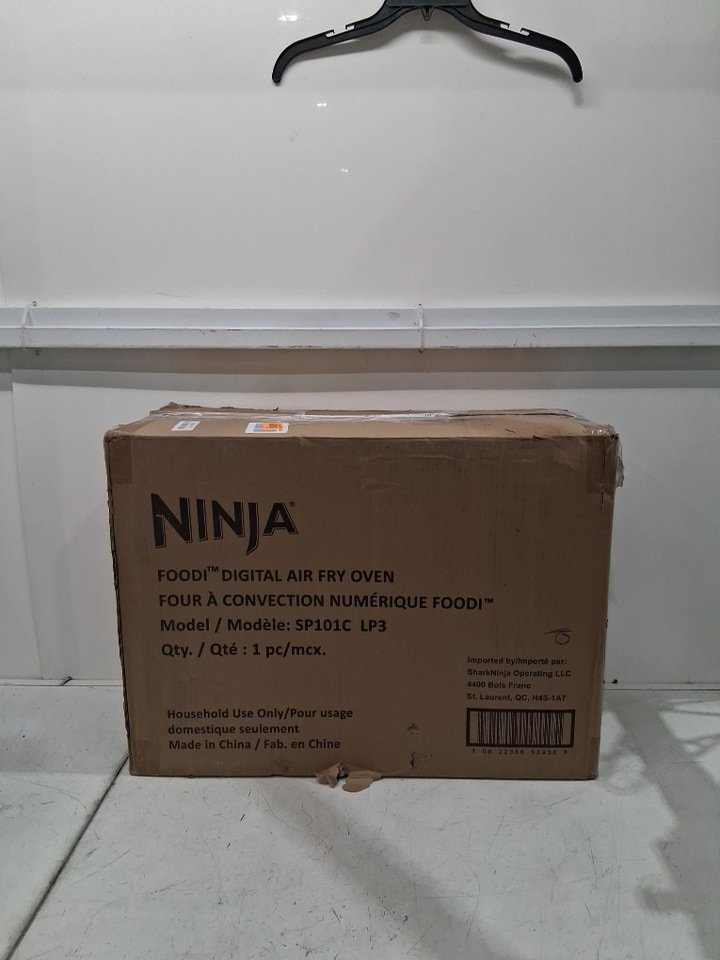 NINJA®
FOODI™ DIGITAL AIR FRY OVEN
FOUR À CONVECTION NUMÉRIQUE FOODI™
Model / Modèle: SP101C LP3
Qty. / Qté : 1 pc/mcx.
Imported by/Importé par:
SharkNinja Operating LLC
4400 Bois Franc
St. Laurent, QC, H4S-1A7
Household Use Only/Pour usage
domestique seulement
Made in China / Fab. en Chine